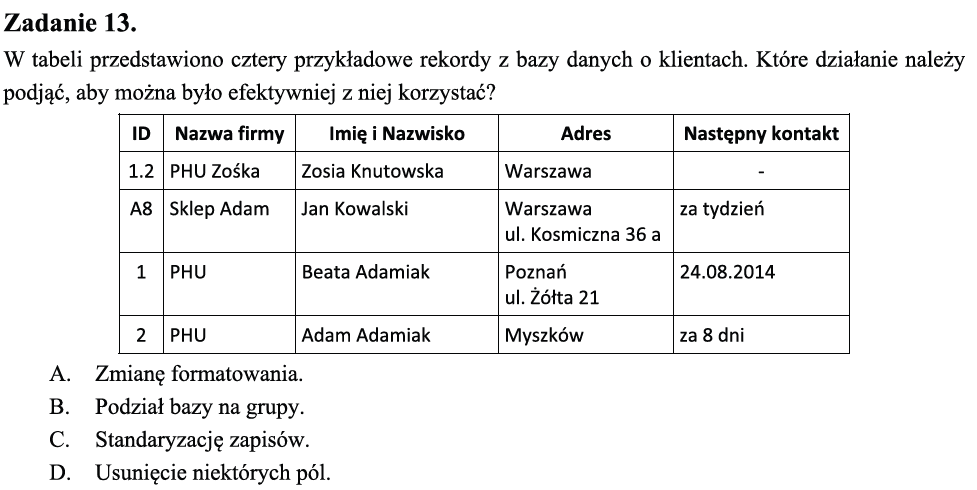 Zadanie 13.
W tabeli przedstawiono cztery przykładowe rekordy z bazy danych o klientach. Które działanie należy
podjąć, aby można było efektywniej z niej korzystać?
ID Nazwa firmy Imię i Nazwisko Adres Następny kontakt
1.2 PHU Zośka Zosia Knutowska Warszawa -
A8 Sklep Adam Jan Kowalski Warszawa za tydzień
ul. Kosmiczna 36 a
1 PHU Beata Adamiak Poznań 24.08.2014
ul. Żółta 21
2 PHU Adam Adamiak Myszków za 8 dni
A. Zmianę formatowania.
B. Podział bazy na grupy.
C. Standaryzację zapisów.
D. Usunięcie niektórych pól.